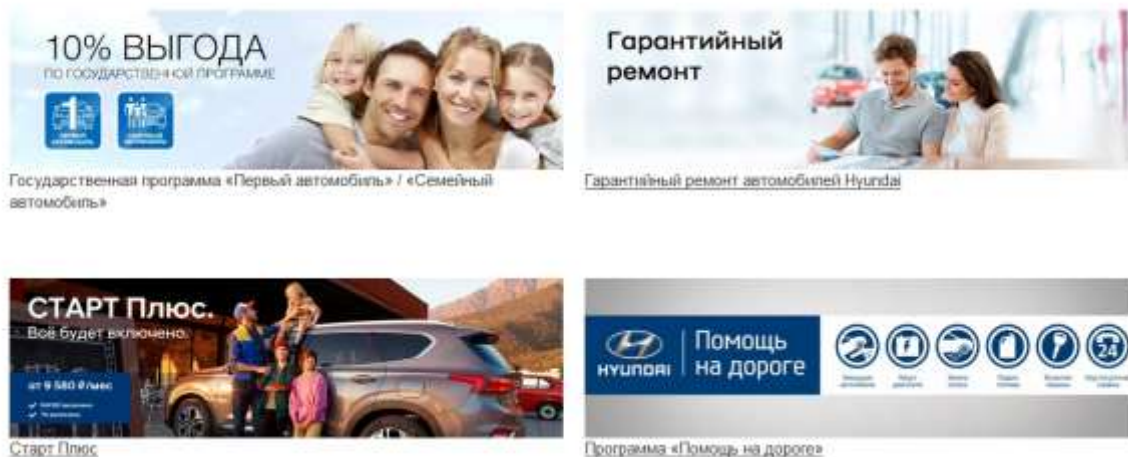 10% ВЫГОДА
ПО ГОСУДАРСТВЕННОЙ ПРОГРАММЕ
1
Государственная программа «Первый автомобиль» / «Семейный
автомобиль»
Гарантийный
ремонт
Гарантийный ремонт автомобилей Hyundai
СТАРТ Плюс.
Всё будет включено.
от 9 580 ₽/мес
Старт Плюс
HYUNDAI
Помощь
на дороге
24
Программа «Помощь на дороге»